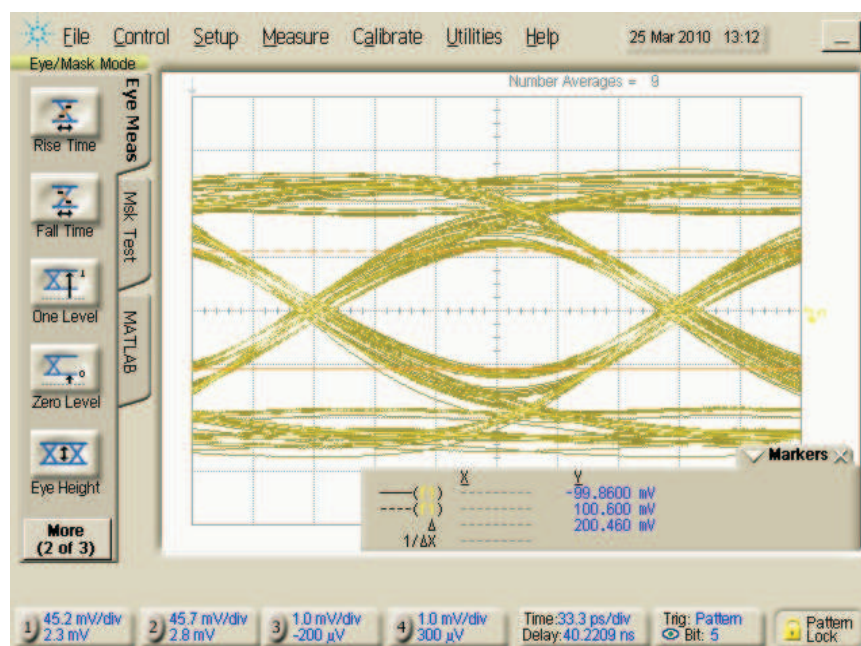 File Control Setup Measure Calibrate Utilities Help 25 Mar 2010 13:12
Eye/Mask Mode
Number Averages = 9
Eye Meas
Msk Test
MATLAB
Rise Time
Fall Time
One Level
Zero Level
Eye Height
More
(2 of 3)
Markers
X Y
——( ) ---------- -99.8600 mV
----( ) ---------- 100.600 mV
Δ ---------- 200.460 mV
1/ΔX ----------
1) 45.2 mV/div
2.3 mV
2) 45.7 mV/div
2.8 mV
3) 1.0 mV/div
-200 µV
4) 1.0 mV/div
300 µV
Time:33.3 ps/div
Delay:40.2209 ns
Trig: Pattern
Bit: 5
Pattern
Lock